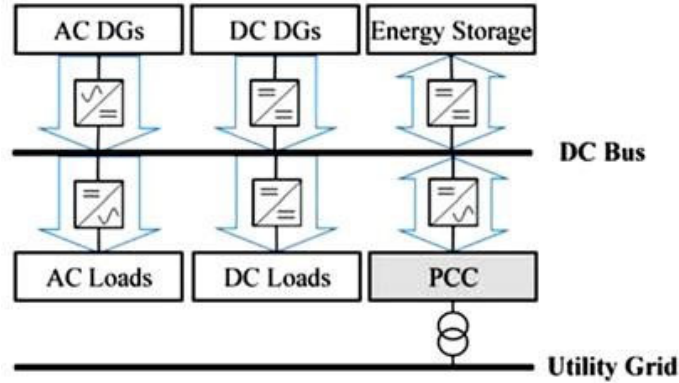 AC DGs
DC DGs
Energy Storage
DC Bus
AC Loads
DC Loads
PCC
Utility Grid